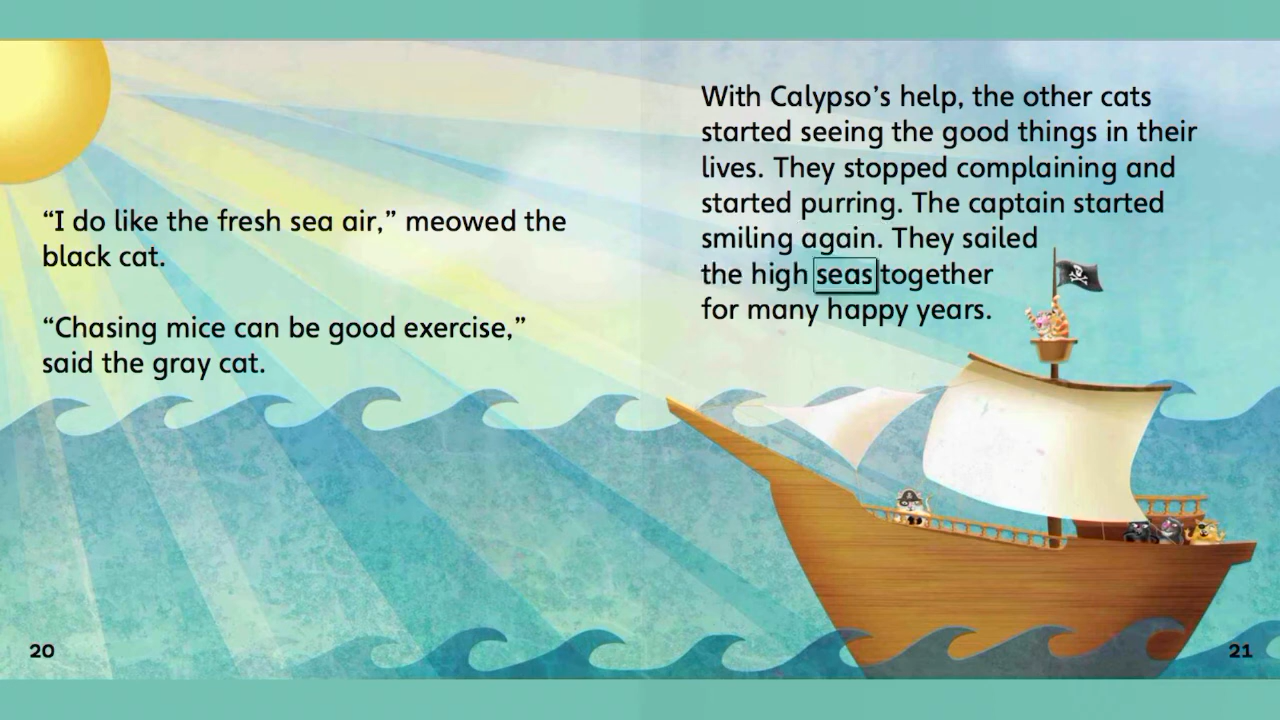 “I do like the fresh sea air,” meowed the
black cat.
“Chasing mice can be good exercise,”
said the gray cat.
20
With Calypso’s help, the other cats
started seeing the good things in their
lives. They stopped complaining and
started purring. The captain started
smiling again. They sailed
the high seas together
for many happy years.
21